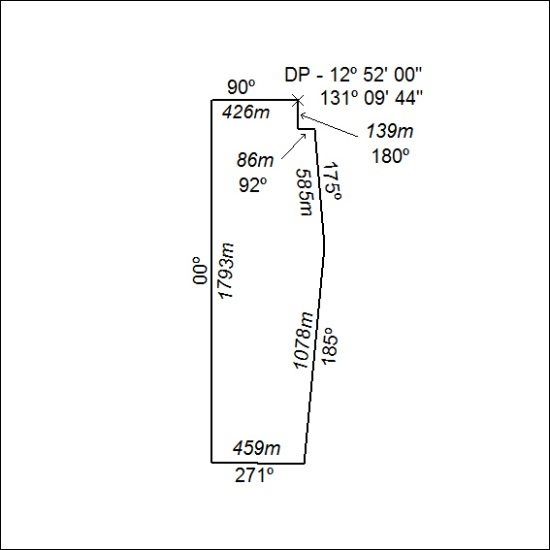 DP - 12º 52' 00"
131º 09' 44"
90º
426m
139m
180º
86m
92º
175º
585m
00º
1793m
1078m
185º
459m
271º